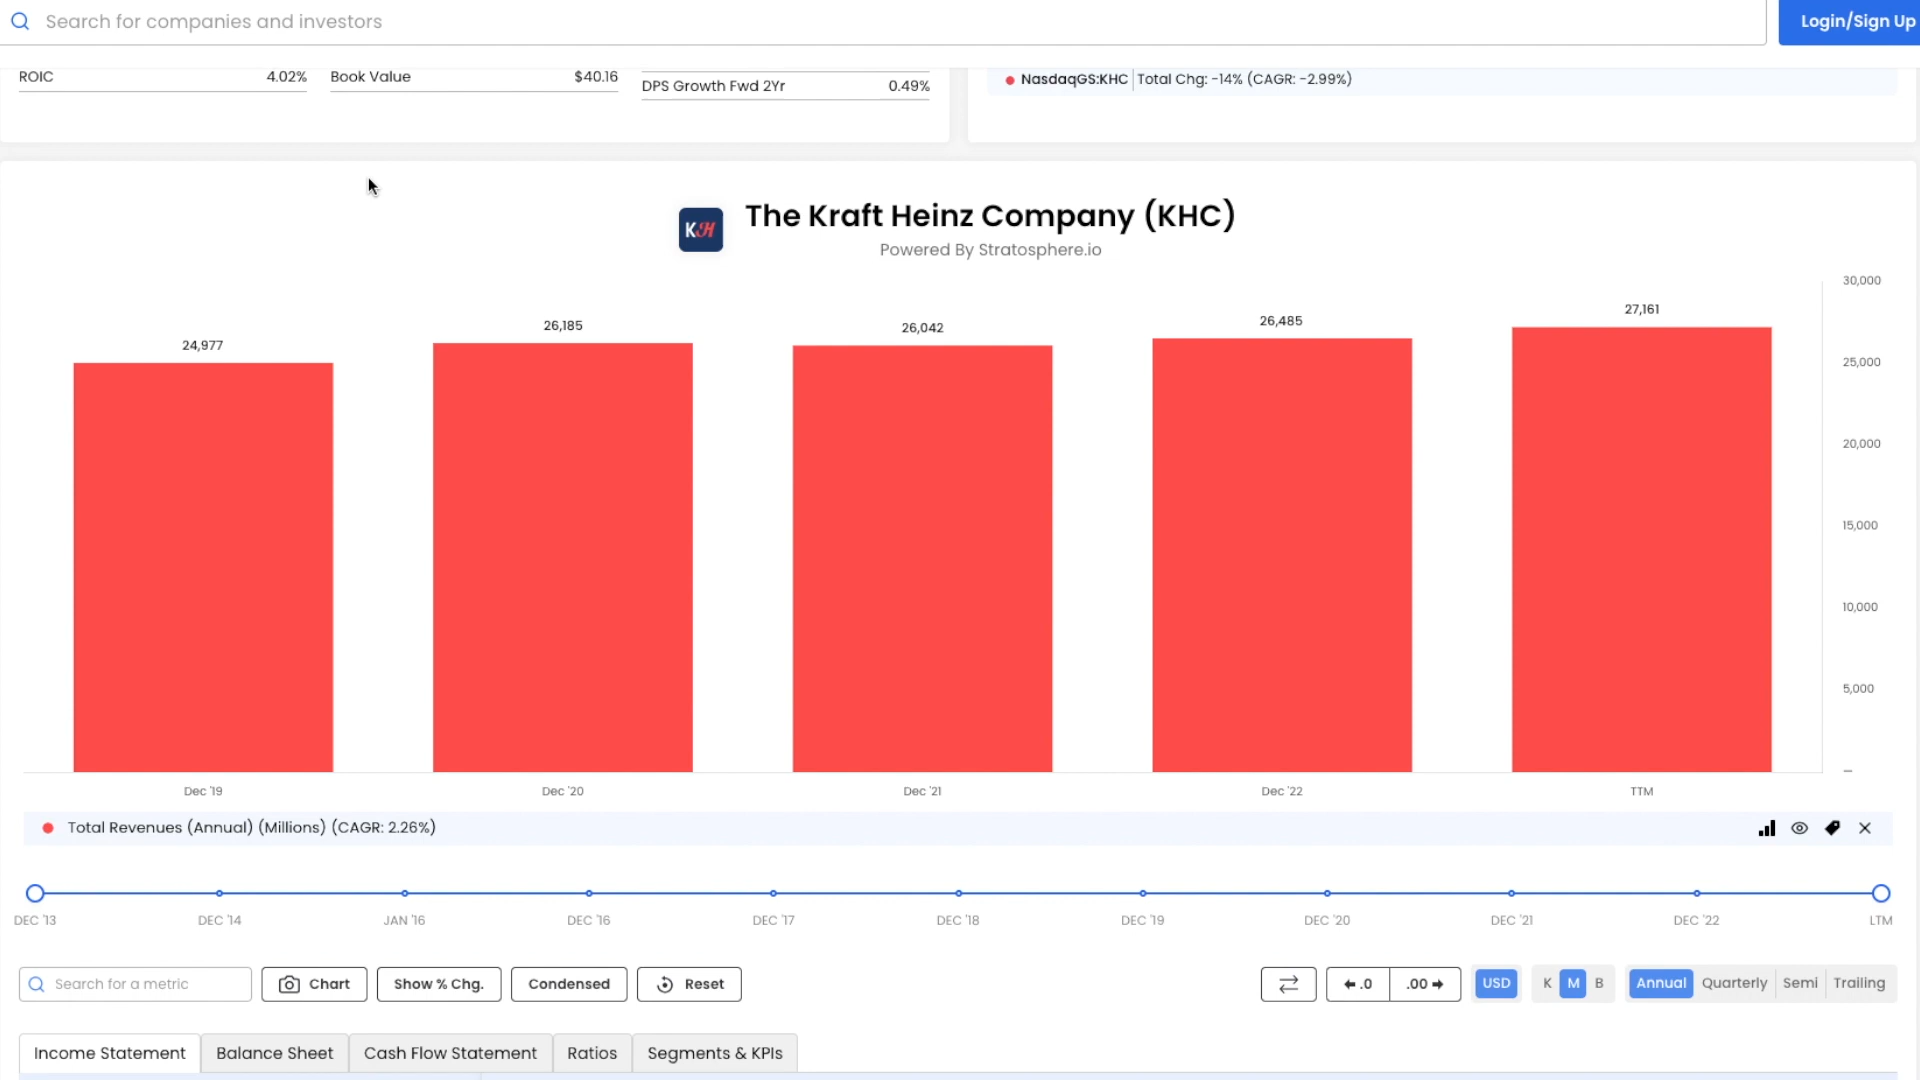 Search for companies and investors
Login/Sign Up
ROIC 4.02%
Book Value $40.16
DPS Growth Fwd 2Yr 0.49%
NasdaqGS:KHC Total Chg: -14% (CAGR: -2.99%)
KH
The Kraft Heinz Company (KHC)
Powered By Stratosphere.io
24,977
26,185
26,042
26,485
27,161
30,000
25,000
20,000
15,000
10,000
5,000
—
Dec '19
Dec '20
Dec '21
Dec '22
TTM
Total Revenues (Annual) (Millions) (CAGR: 2.26%)
DEC '13
DEC '14
JAN '16
DEC '16
DEC '17
DEC '18
DEC '19
DEC '20
DEC '21
DEC '22
LTM
Search for a metric
Chart
Show % Chg.
Condensed
Reset
.0
.00
USD
K M B
Annual Quarterly Semi Trailing
Income Statement
Balance Sheet
Cash Flow Statement
Ratios
Segments & KPIs